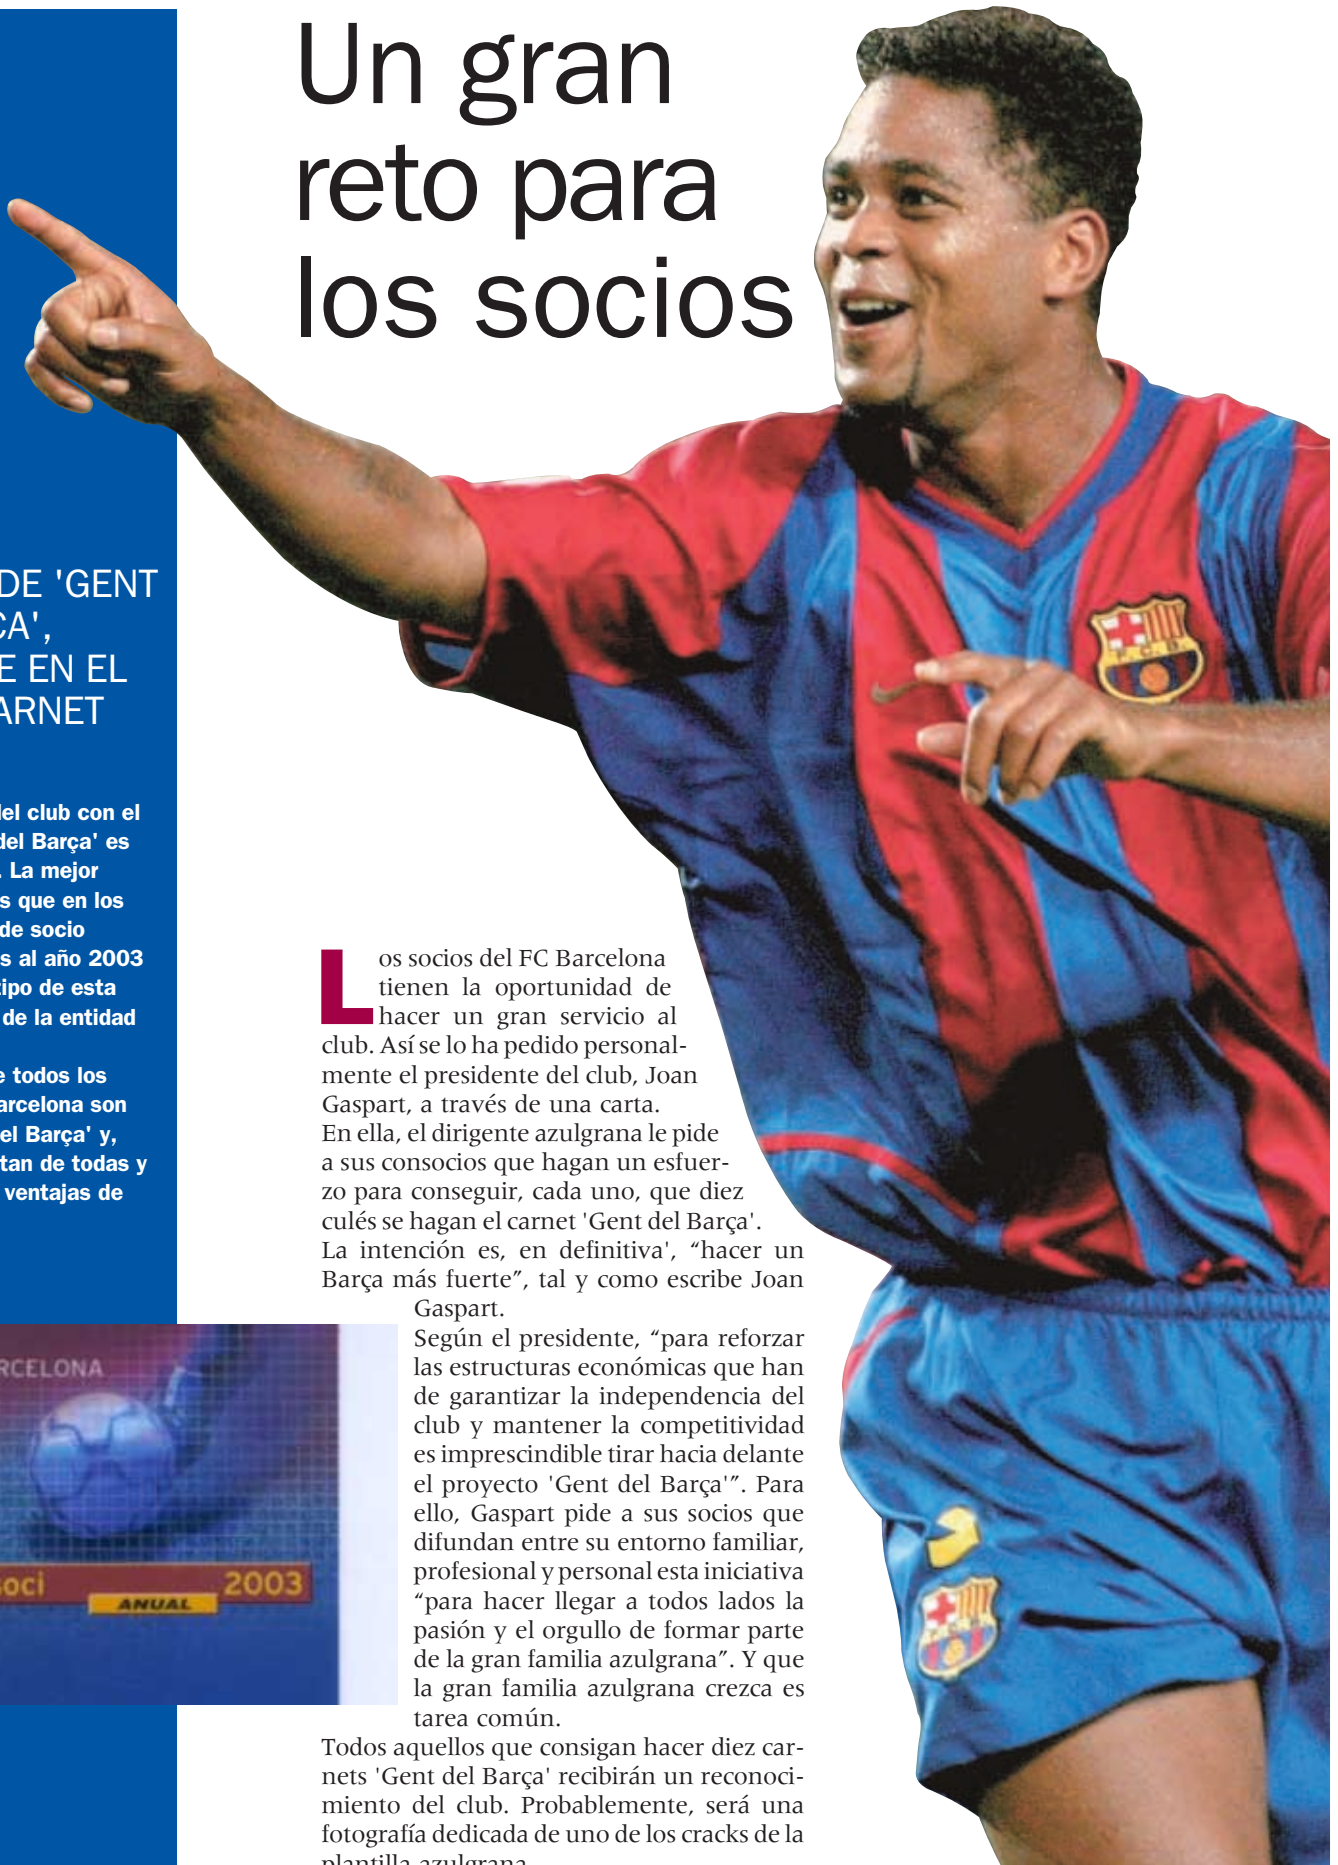 Un gran
reto para
los socios
DE 'GENT
CA',
E EN EL
ARNET
del club con el
del Barça' es
. La mejor
s que en los
de socio
s al año 2003
tipo de esta
de la entidad
e todos los
arcelona son
el Barça' y,
tan de todas y
ventajas de
RCELONA
soci 2003
ANUAL
Los socios del FC Barcelona
tienen la oportunidad de
hacer un gran servicio al
club. Así se lo ha pedido personal-
mente el presidente del club, Joan
Gaspart, a través de una carta.
En ella, el dirigente azulgrana le pide
a sus consocios que hagan un esfuer-
zo para conseguir, cada uno, que diez
culés se hagan el carnet 'Gent del Barça'.
La intención es, en definitiva', “hacer un
Barça más fuerte”, tal y como escribe Joan
Gaspart.
Según el presidente, “para reforzar
las estructuras económicas que han
de garantizar la independencia del
club y mantener la competitividad
es imprescindible tirar hacia delante
el proyecto 'Gent del Barça'”. Para
ello, Gaspart pide a sus socios que
difundan entre su entorno familiar,
profesional y personal esta iniciativa
“para hacer llegar a todos lados la
pasión y el orgullo de formar parte
de la gran familia azulgrana”. Y que
la gran familia azulgrana crezca es
tarea común.
Todos aquellos que consigan hacer diez car-
nets 'Gent del Barça' recibirán un reconoci-
miento del club. Probablemente, será una
fotografía dedicada de uno de los cracks de la
plantilla azulgrana
F.C.B.